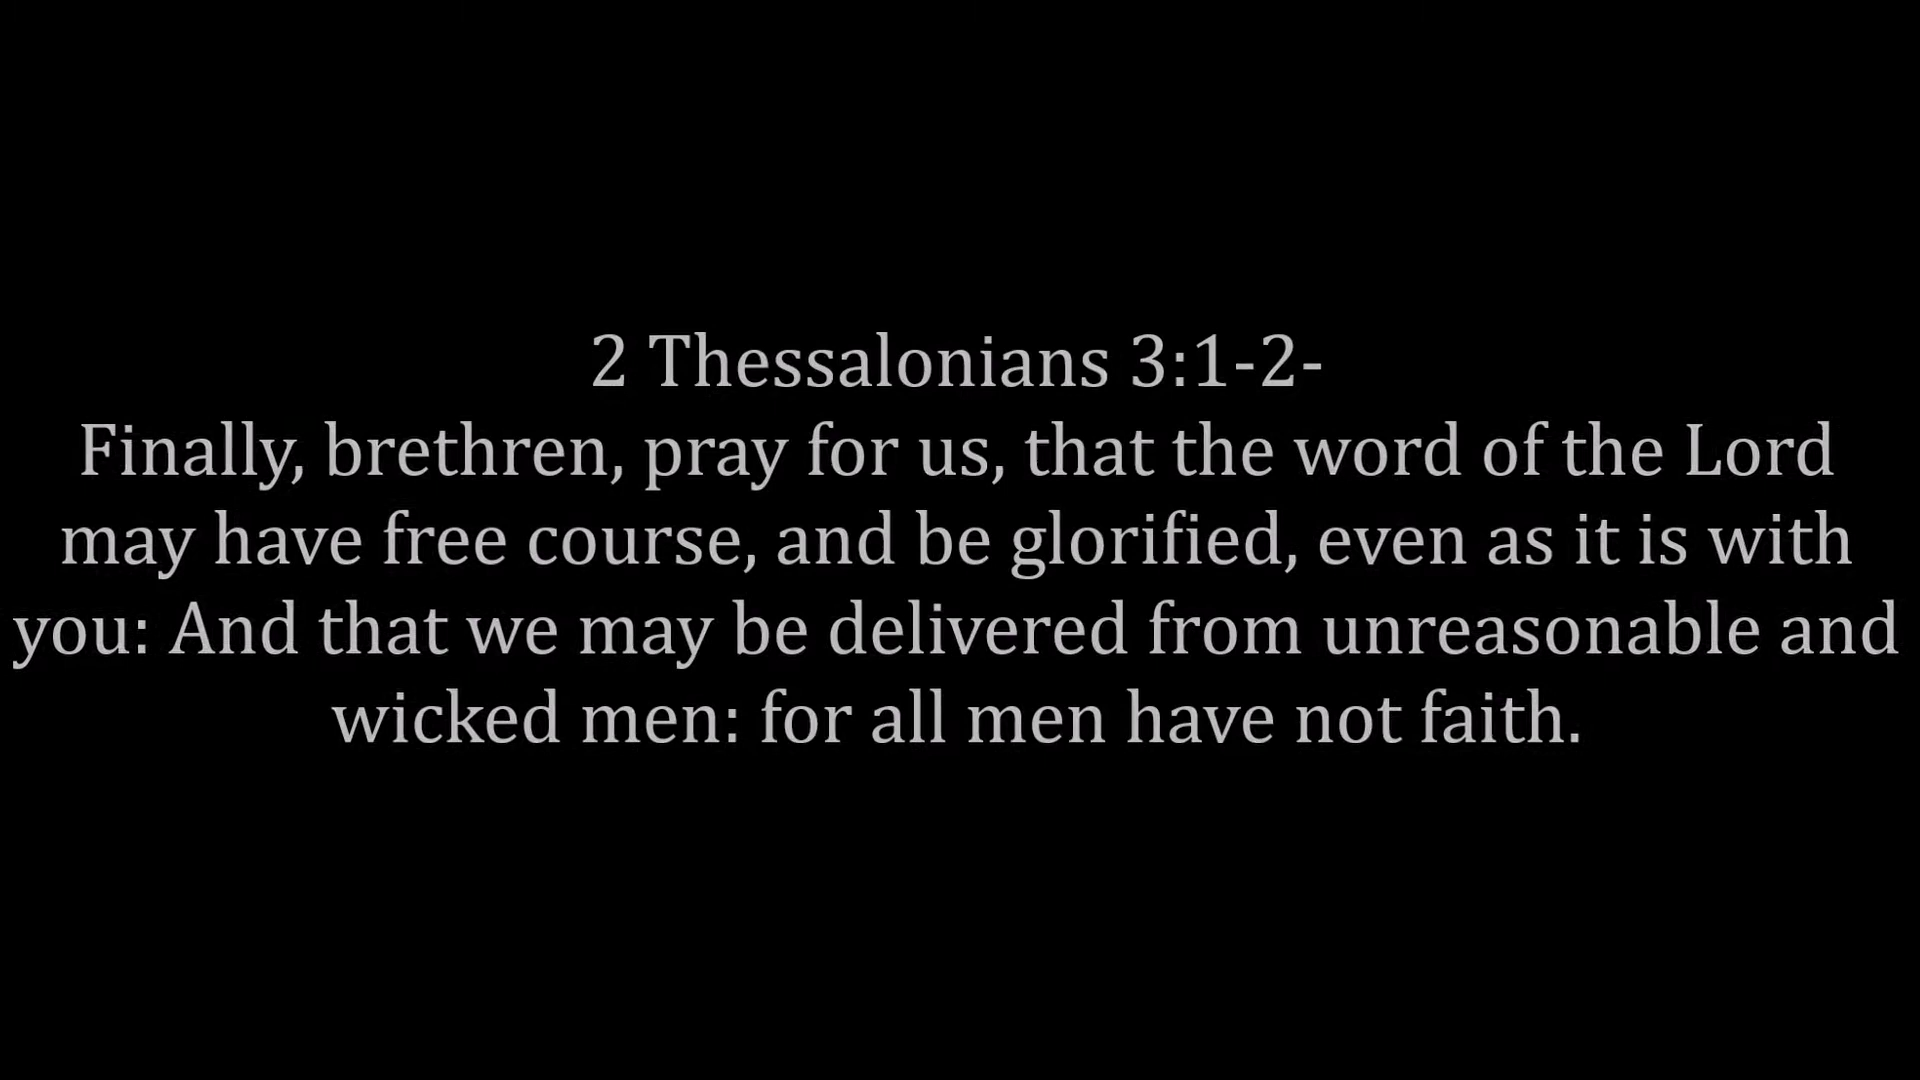 2 Thessalonians 3:1-2-
Finally, brethren, pray for us, that the word of the Lord
may have free course, and be glorified, even as it is with
you: And that we may be delivered from unreasonable and
wicked men: for all men have not faith.